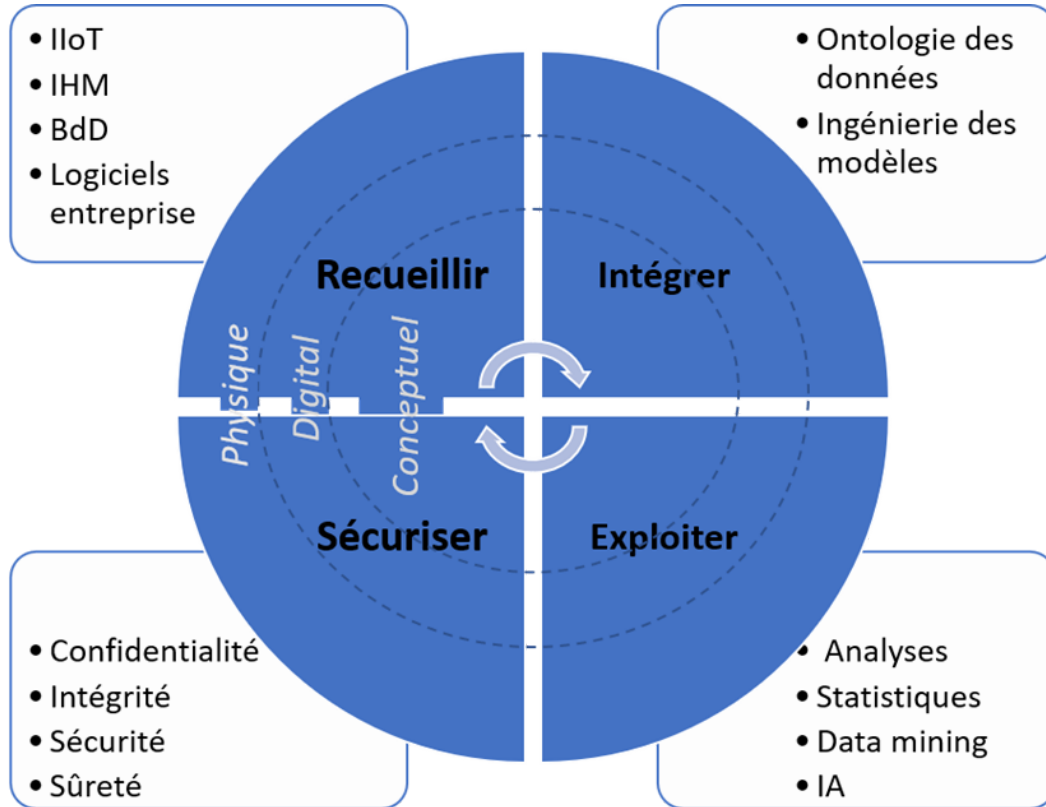 • IIoT
• IHM
• BdD
• Logiciels
entreprise
• Ontologie des
données
• Ingénierie des
modèles
Recueillir
Intégrer
Physique
Digital
Conceptuel
Sécuriser
Exploiter
• Confidentialité
• Intégrité
• Sécurité
• Sûreté
• Analyses
• Statistiques
• Data mining
• IA